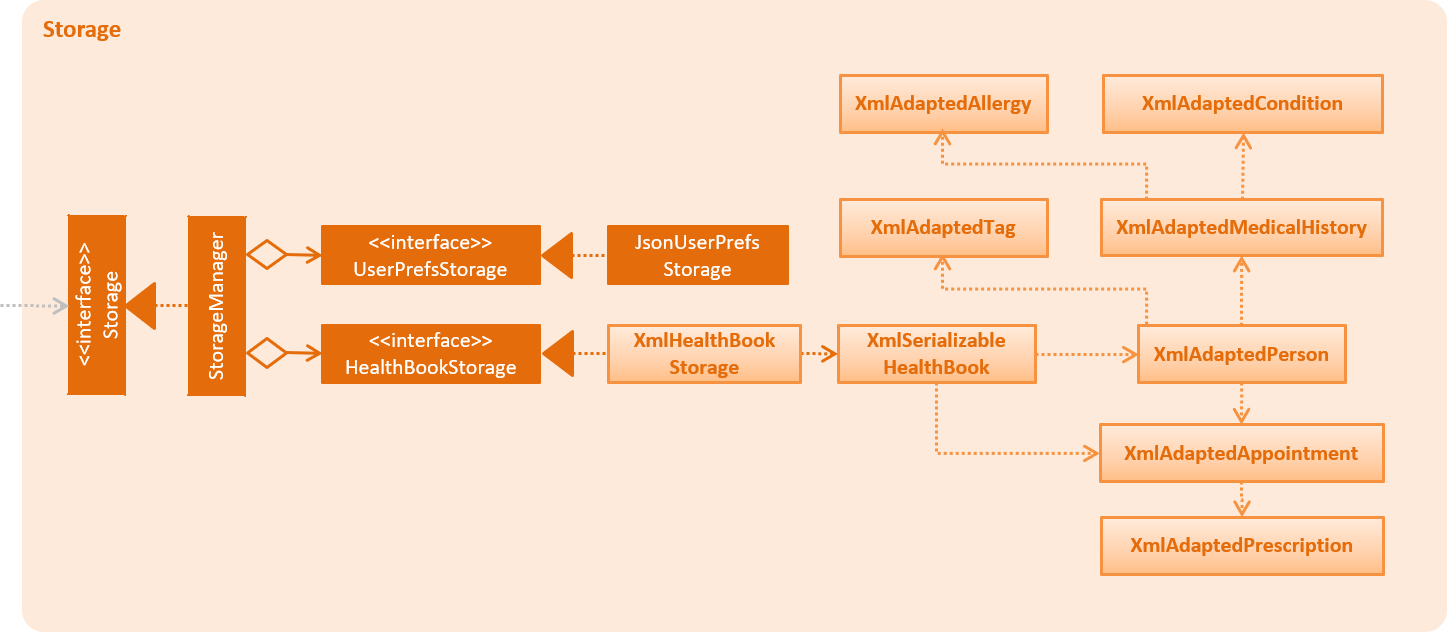 Storage
<<interface>>
Storage
StorageManager
<<interface>>
UserPrefsStorage
JsonUserPrefs
Storage
<<interface>>
HealthBookStorage
XmlHealthBook
Storage
XmlSerializable
HealthBook
XmlAdaptedAllergy
XmlAdaptedCondition
XmlAdaptedTag
XmlAdaptedMedicalHistory
XmlAdaptedPerson
XmlAdaptedAppointment
XmlAdaptedPrescription